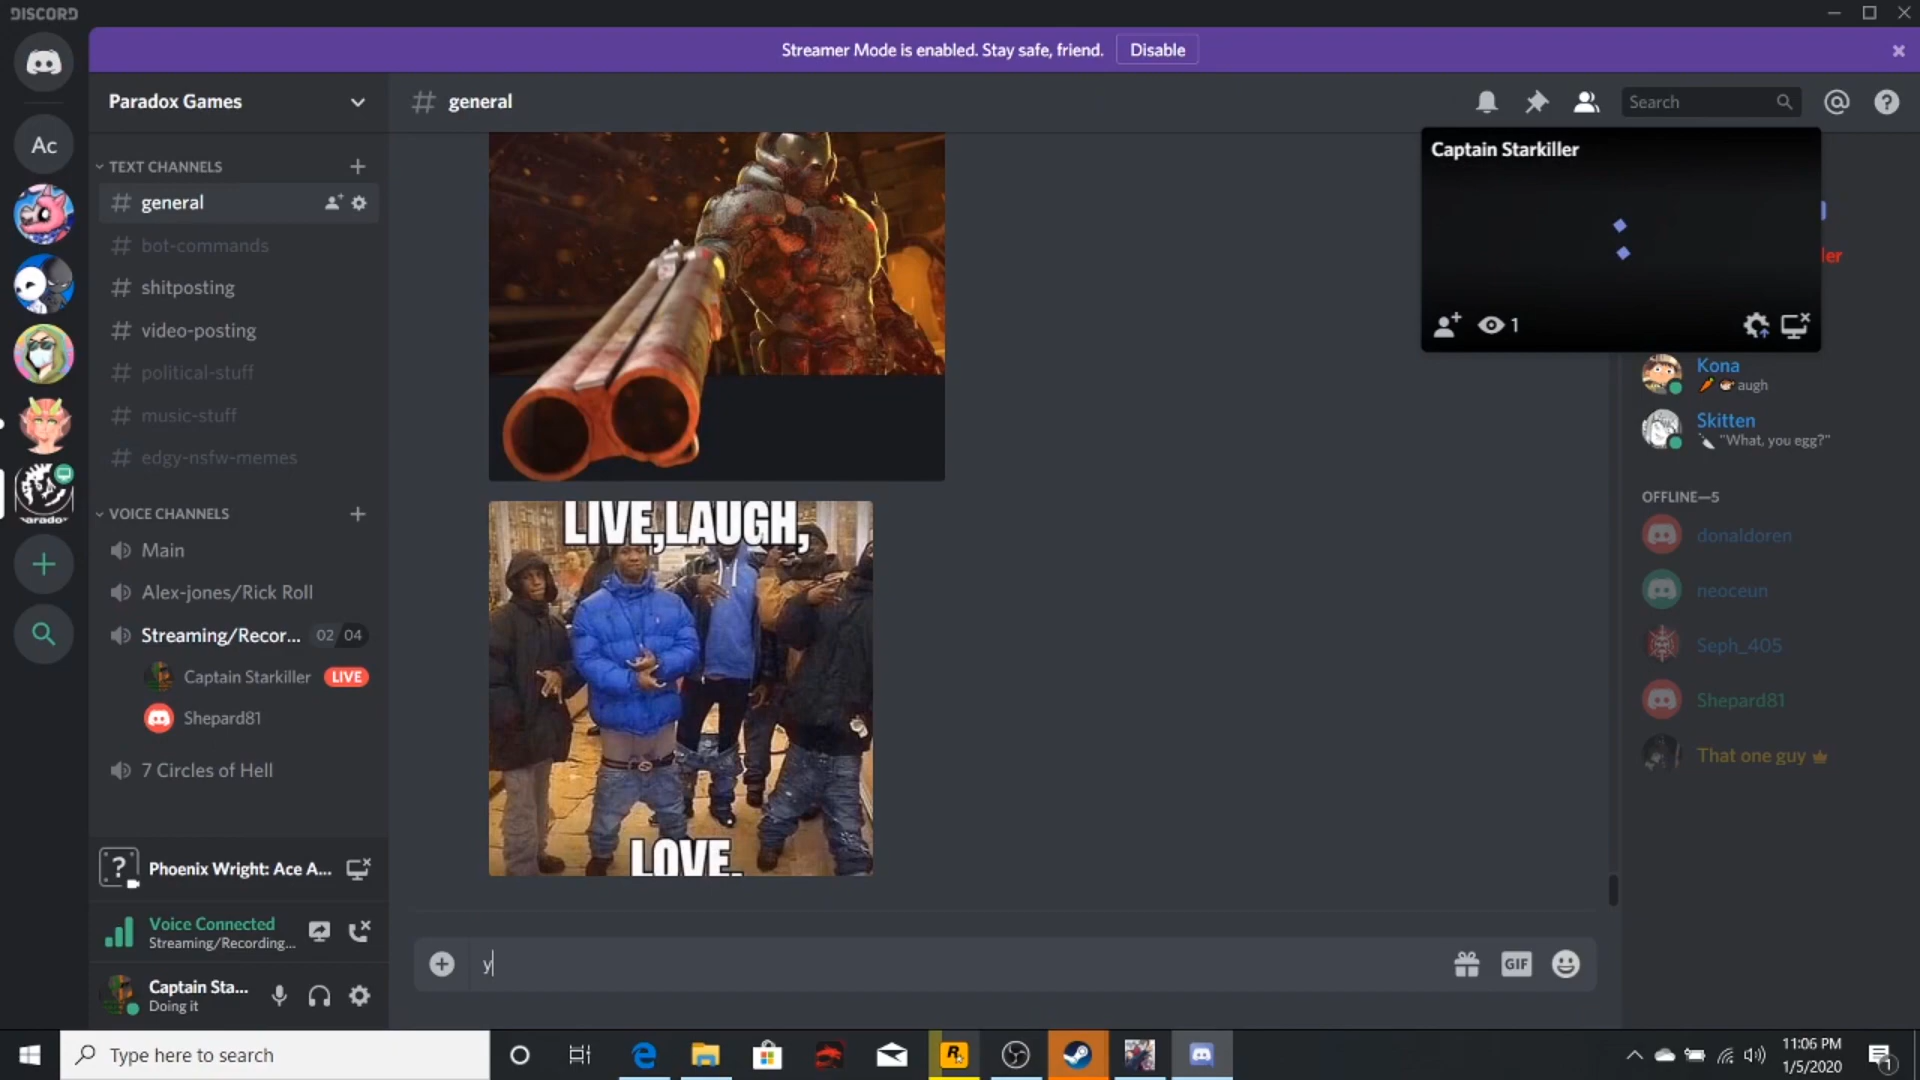 DISCORD
Streamer Mode is enabled. Stay safe, friend.
Disable
Paradox Games
general
Search
Ac
TEXT CHANNELS
general
bot-commands
shitposting
video-posting
political-stuff
music-stuff
edgy-nsfw-memes
VOICE CHANNELS
Main
Alex-jones/Rick Roll
Streaming/Recor... 02 04
Captain Starkiller LIVE
Shepard81
7 Circles of Hell
Phoenix Wright: Ace A...
Voice Connected
Streaming/Recording...
Captain Sta...
Doing it
LIVE,LAUGH,
LOVE.
y
GIF
Captain Starkiller
1
ler
Kona
augh
Skitten
"What, you egg?"
OFFLINE—5
donaldoren
neoceun
Seph_405
Shepard81
That one guy
Type here to search
11:06 PM
1/5/2020
1